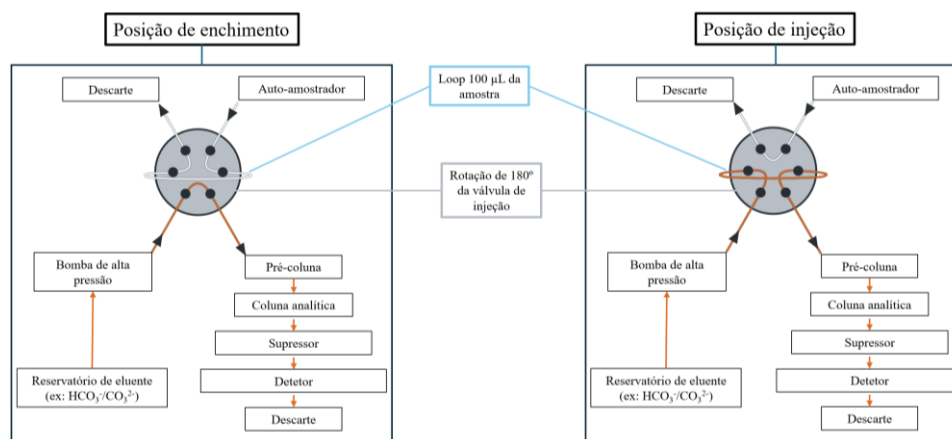 Posição de enchimento
Descarte
Auto-amostrador
Bomba de alta
pressão
Reservatório de eluente
(ex: HCO₃⁻/CO₃²⁻)
Pré-coluna
Coluna analítica
Supressor
Detetor
Descarte
Loop 100 µL da
amostra
Rotação de 180º
da válvula de
injeção
Posição de injeção
Descarte
Auto-amostrador
Bomba de alta
pressão
Reservatório de eluente
(ex: HCO₃⁻/CO₃²⁻)
Pré-coluna
Coluna analítica
Supressor
Detetor
Descarte